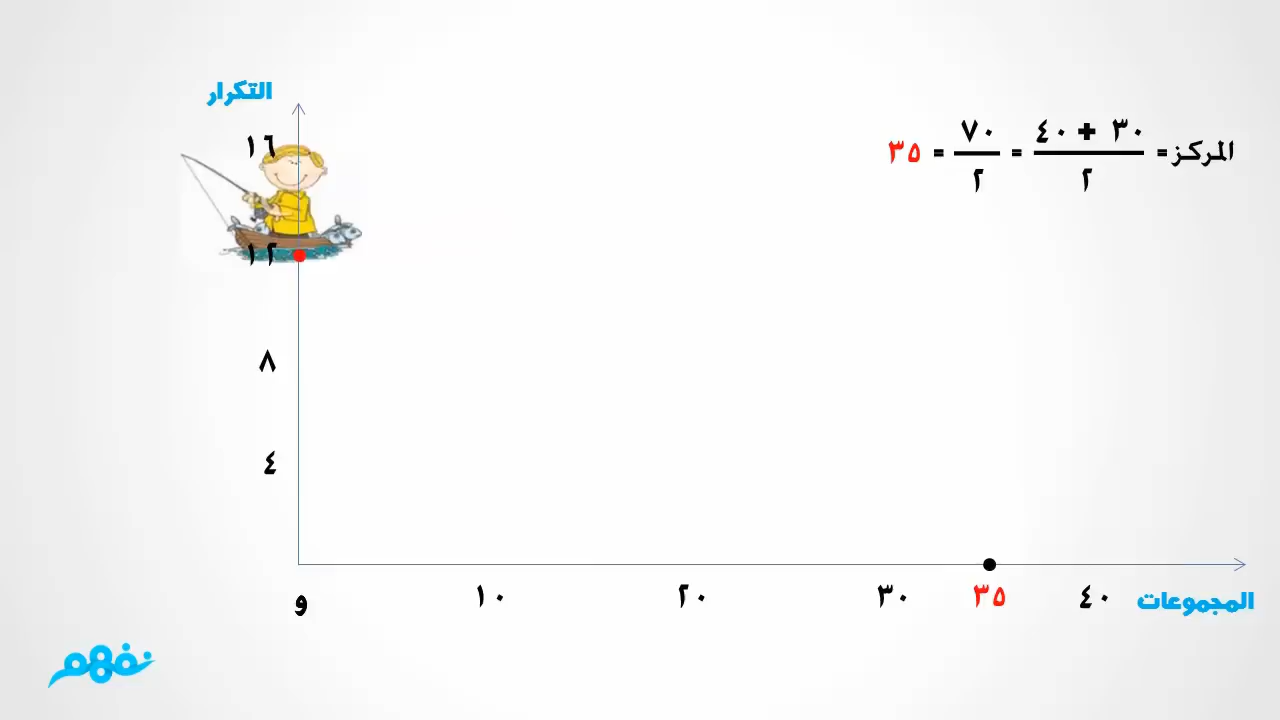 التكرار
المركز = ٣٠ + ٤٠ / ٢ = ٧٠ / ٢ = ٣٥
١٦
١٢
٨
٤
و ١٠ ٢٠ ٣٠ ٣٥ ٤٠
المجموعات
نفهم